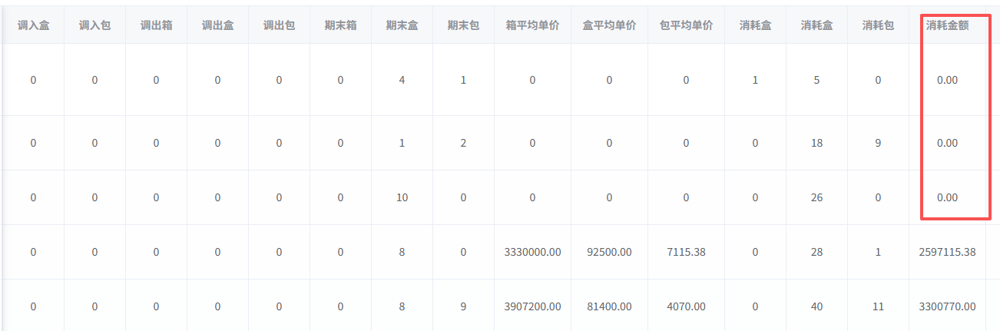 调入盒 调入包 调出箱 调出盒 调出包 期末箱 期末盒 期末包 箱平均单价 盒平均单价 包平均单价 消耗盒 消耗盒 消耗包 消耗金额
0 0 0 0 0 0 4 1 0 0 0 1 5 0 0.00
0 0 0 0 0 0 1 2 0 0 0 0 18 9 0.00
0 0 0 0 0 0 10 0 0 0 0 0 26 0 0.00
0 0 0 0 0 0 8 0 3330000.00 92500.00 7115.38 0 28 1 2597115.38
0 0 0 0 0 0 8 9 3907200.00 81400.00 4070.00 0 40 11 3300770.00